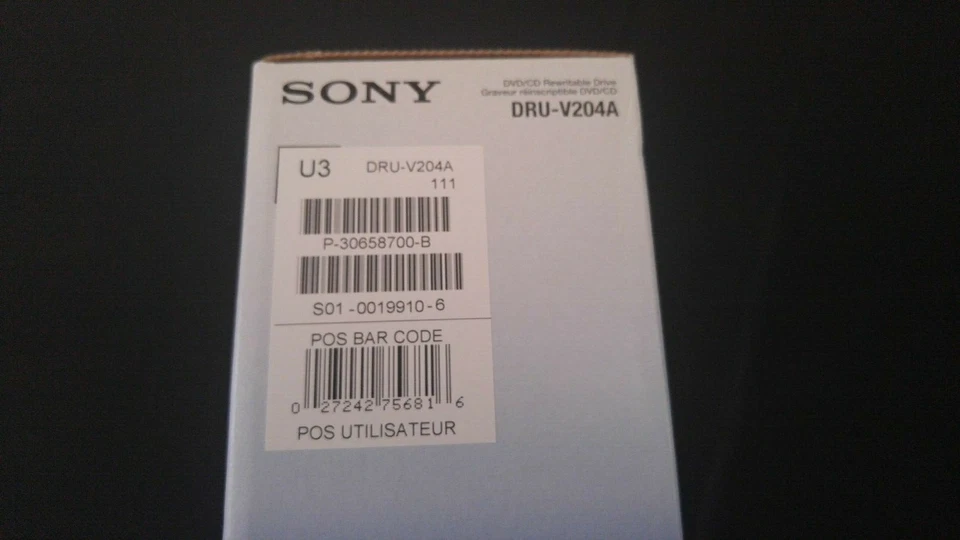 SONY
DVD/CD Rewritable Drive
Graveur réinscriptible DVD/CD
DRU-V204A
U3 DRU-V204A
111
P-30658700-B
S01-0019910-6
POS BAR CODE
0 27242 75681 6
POS UTILISATEUR